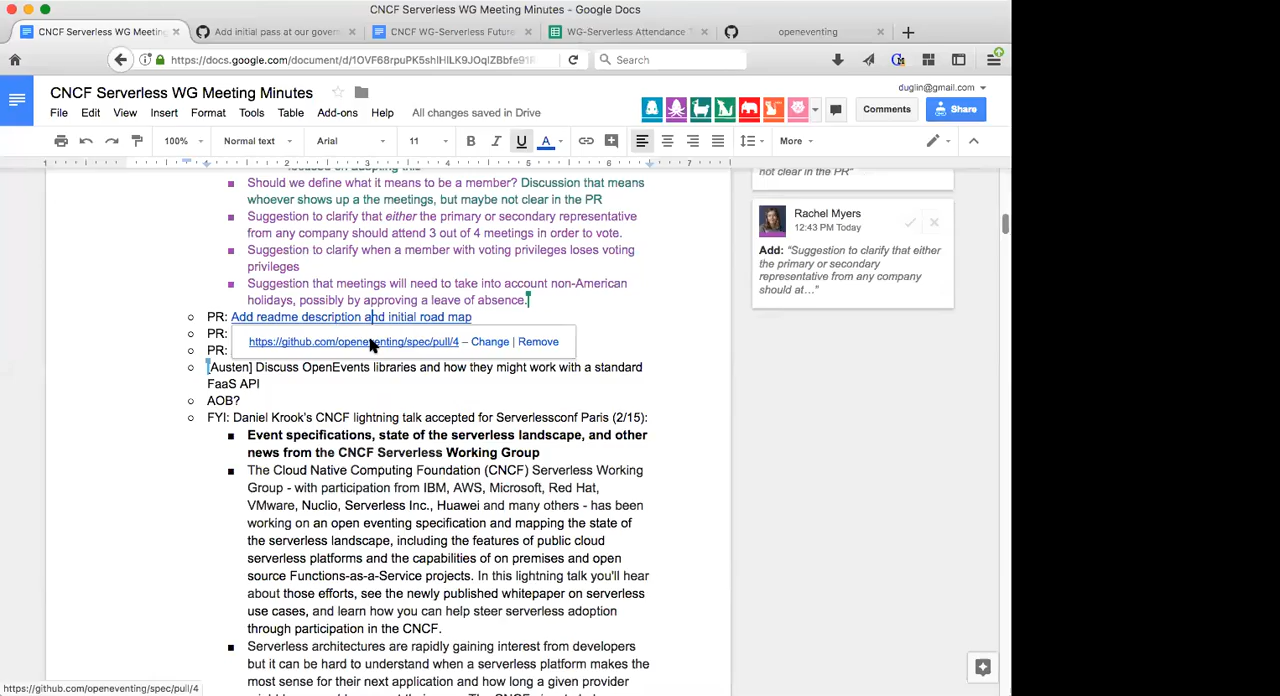 CNCF Serverless WG Meeting Minutes - Google Docs
CNCF Serverless WG Meetin
Add initial pass at our govern
CNCF WG-Serverless Future
WG-Serverless Attendance T
openeventing
Search
CNCF Serverless WG Meeting Minutes
duglin@gmail.com
File Edit View Insert Format Tools Table Add-ons Help All changes saved in Drive
Comments
Share
100% Normal text Arial 11 B I U A More
1 1 2 3 4 5 6 7
Should we define what it means to be a member? Discussion that means
whoever shows up a the meetings, but maybe not clear in the PR
Suggestion to clarify that either the primary or secondary representative
from any company should attend 3 out of 4 meetings in order to vote.
Suggestion to clarify when a member with voting privileges loses voting
privileges
Suggestion that meetings will need to take into account non-American
holidays, possibly by approving a leave of absence.
PR: Add readme description and initial road map
PR:
https://github.com/openeventing/spec/pull/4 – Change | Remove
PR:
[Austen] Discuss OpenEvents libraries and how they might work with a standard
FaaS API
AOB?
FYI: Daniel Krook's CNCF lightning talk accepted for Serverlessconf Paris (2/15):
Event specifications, state of the serverless landscape, and other
news from the CNCF Serverless Working Group
The Cloud Native Computing Foundation (CNCF) Serverless Working
Group - with participation from IBM, AWS, Microsoft, Red Hat,
VMware, Nuclio, Serverless Inc., Huawei and many others - has been
working on an open eventing specification and mapping the state of
the serverless landscape, including the features of public cloud
serverless platforms and the capabilities of on premises and open
source Functions-as-a-Service projects. In this lightning talk you'll hear
about those efforts, see the newly published whitepaper on serverless
use cases, and learn how you can help steer serverless adoption
through participation in the CNCF.
Serverless architectures are rapidly gaining interest from developers
but it can be hard to understand when a serverless platform makes the
most sense for their next application and how long a given provider
not clear in the PR"
Rachel Myers
12:43 PM Today
Add: "Suggestion to clarify that either
the primary or secondary
representative from any company
should at…"
https://github.com/openeventing/spec/pull/4